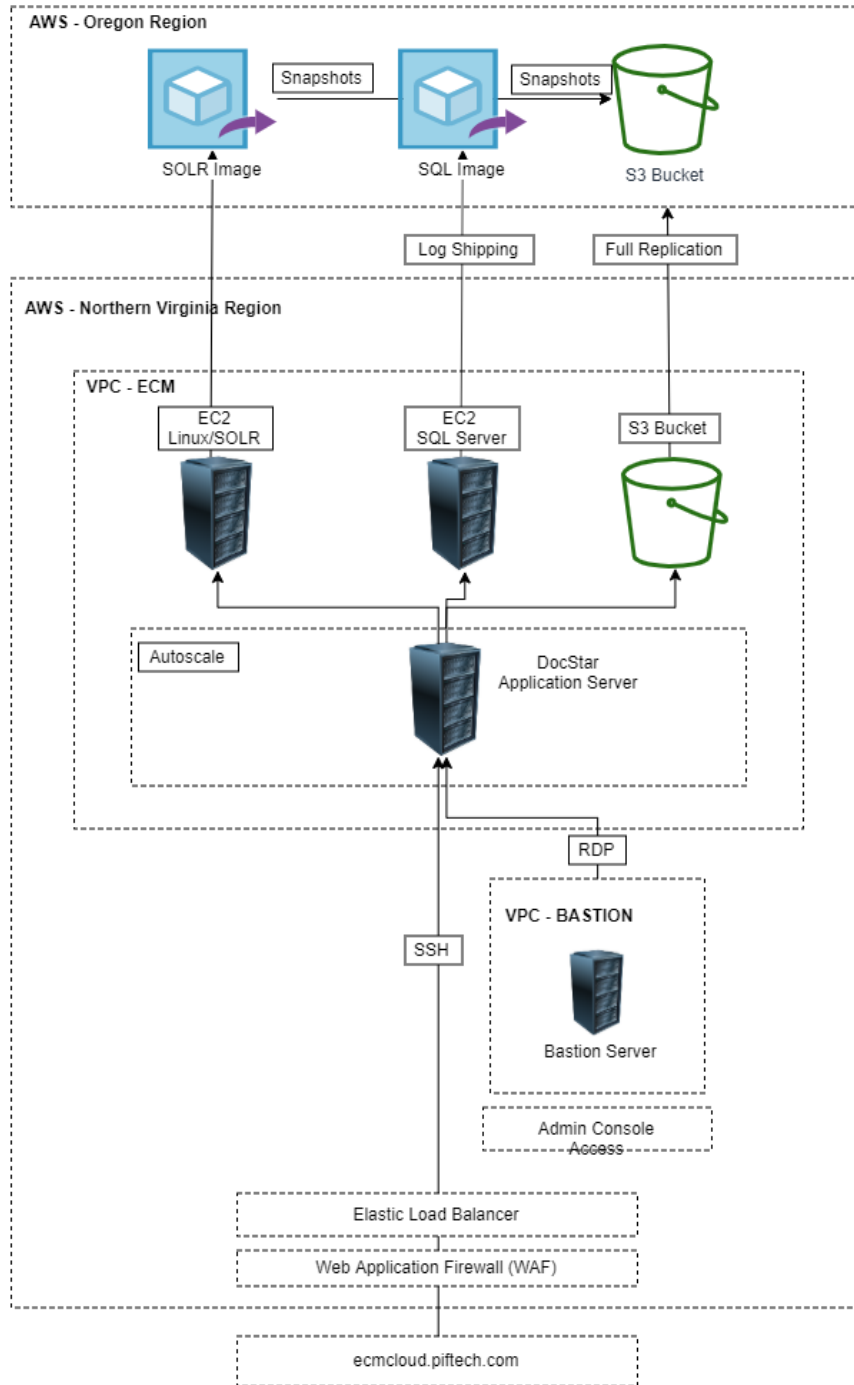 AWS - Oregon Region
Snapshots
Snapshots
SOLR Image
SQL Image
S3 Bucket
Log Shipping
Full Replication
AWS - Northern Virginia Region
VPC - ECM
EC2
Linux/SOLR
EC2
SQL Server
S3 Bucket
Autoscale
DocStar
Application Server
RDP
VPC - BASTION
SSH
Bastion Server
Admin Console
Access
Elastic Load Balancer
Web Application Firewall (WAF)
ecmcloud.piftech.com